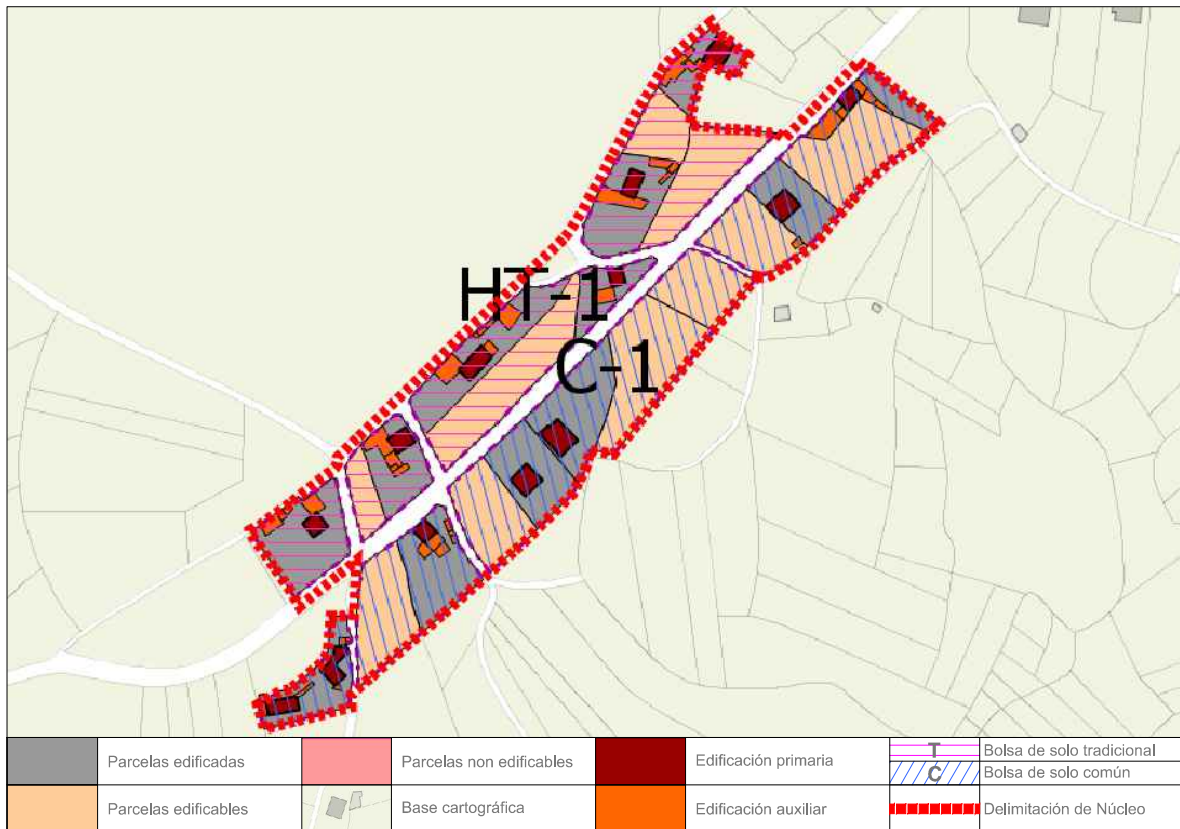 HT-1
C-1
Parcelas edificadas
Parcelas non edificables
Edificación primaria
T
Bolsa de solo tradicional
C
Bolsa de solo común
Parcelas edificables
Base cartográfica
Edificación auxiliar
Delimitación de Núcleo